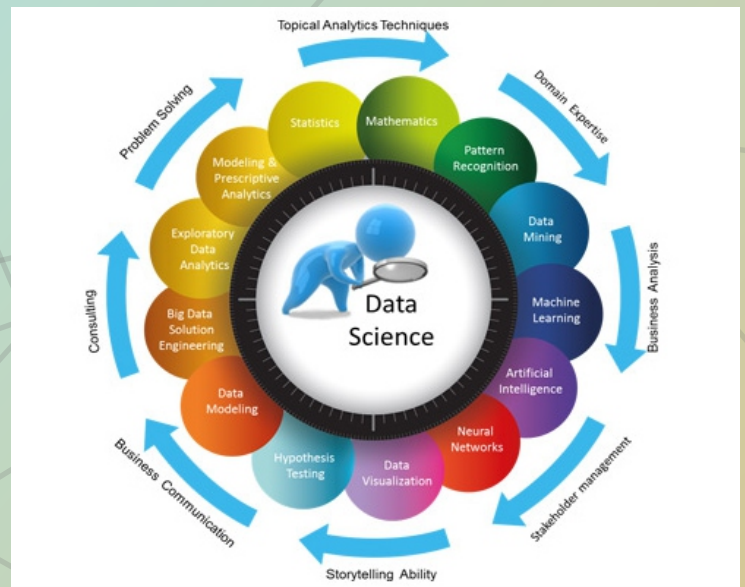 Topical Analytics Techniques
Domain Expertise
Business Analysis
Stakeholder management
Storytelling Ability
Business Communication
Consulting
Problem Solving
Statistics
Mathematics
Pattern
Recognition
Data
Mining
Machine
Learning
Artificial
Intelligence
Neural
Networks
Data
Visualization
Hypothesis
Testing
Data
Modeling
Big Data
Solution
Engineering
Exploratory
Data
Analytics
Modeling &
Prescriptive
Analytics
Data
Science